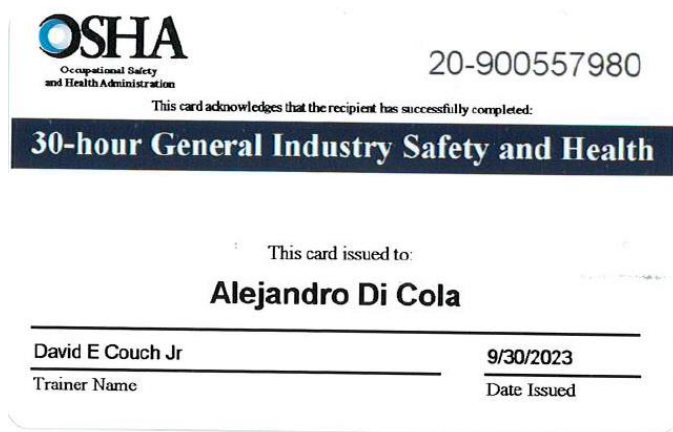 OSHA
Occupational Safety
and Health Administration
20-900557980
This card acknowledges that the recipient has successfully completed:
30-hour General Industry Safety and Health
This card issued to:
Alejandro Di Cola
David E Couch Jr
9/30/2023
Trainer Name
Date Issued